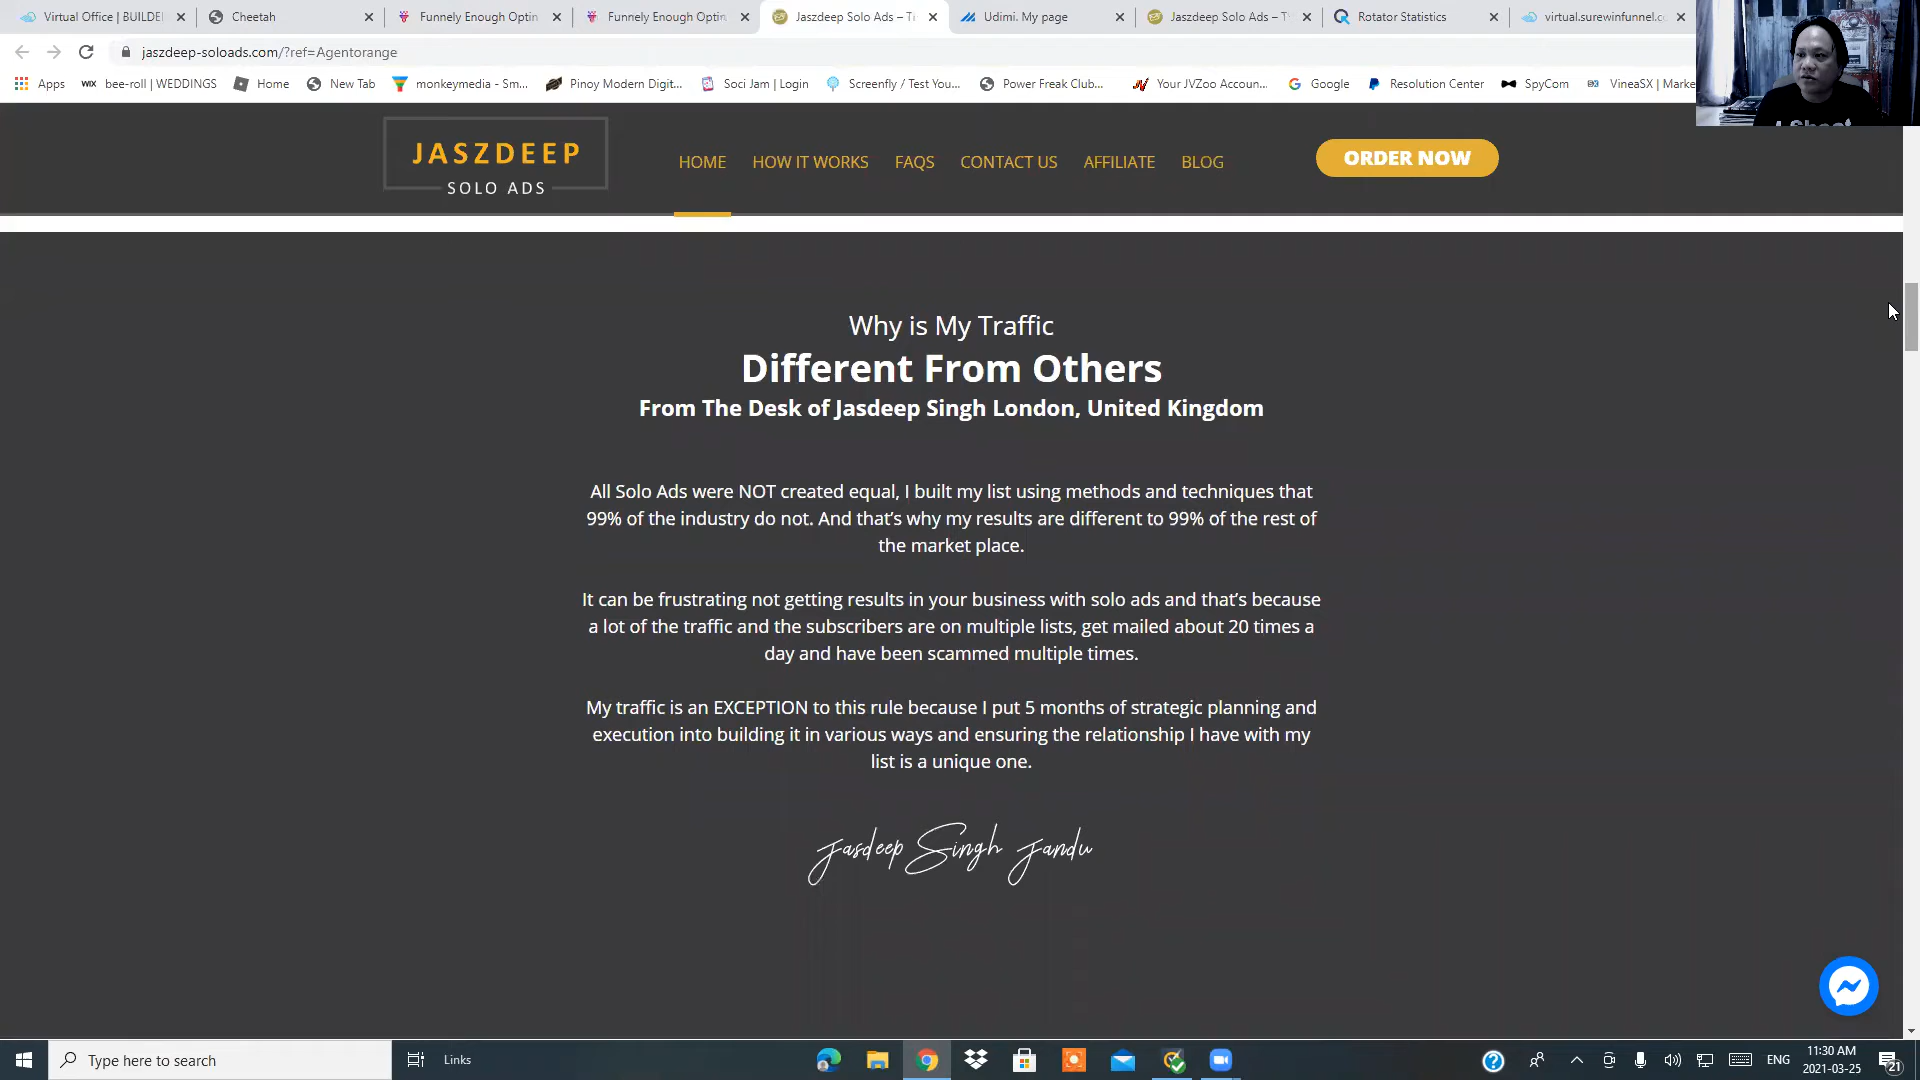 Virtual Office | BUILDE
Cheetah
Funnely Enough Optin
Funnely Enough Optin
Jaszdeep Solo Ads – Ti
Udimi. My page
Jaszdeep Solo Ads – T
Rotator Statistics
virtual.surewinfunnel.c
jaszdeep-soloads.com/?ref=Agentorange
Apps
WIX
bee-roll | WEDDINGS
Home
New Tab
monkeymedia - Sm...
Pinoy Modern Digit...
Soci Jam | Login
Screenfly / Test You...
Power Freak Club...
Your JVZoo Accoun...
Google
Resolution Center
SpyCom
VineaSX | Marke
JASZDEEP
SOLO ADS
HOME
HOW IT WORKS
FAQS
CONTACT US
AFFILIATE
BLOG
ORDER NOW
Why is My Traffic
Different From Others
From The Desk of Jasdeep Singh London, United Kingdom
All Solo Ads were NOT created equal, I built my list using methods and techniques that
99% of the industry do not. And that’s why my results are different to 99% of the rest of
the market place.
It can be frustrating not getting results in your business with solo ads and that’s because
a lot of the traffic and the subscribers are on multiple lists, get mailed about 20 times a
day and have been scammed multiple times.
My traffic is an EXCEPTION to this rule because I put 5 months of strategic planning and
execution into building it in various ways and ensuring the relationship I have with my
list is a unique one.
Jasdeep Singh Jandu
Type here to search
Links
ENG
11:30 AM
2021-03-25
21